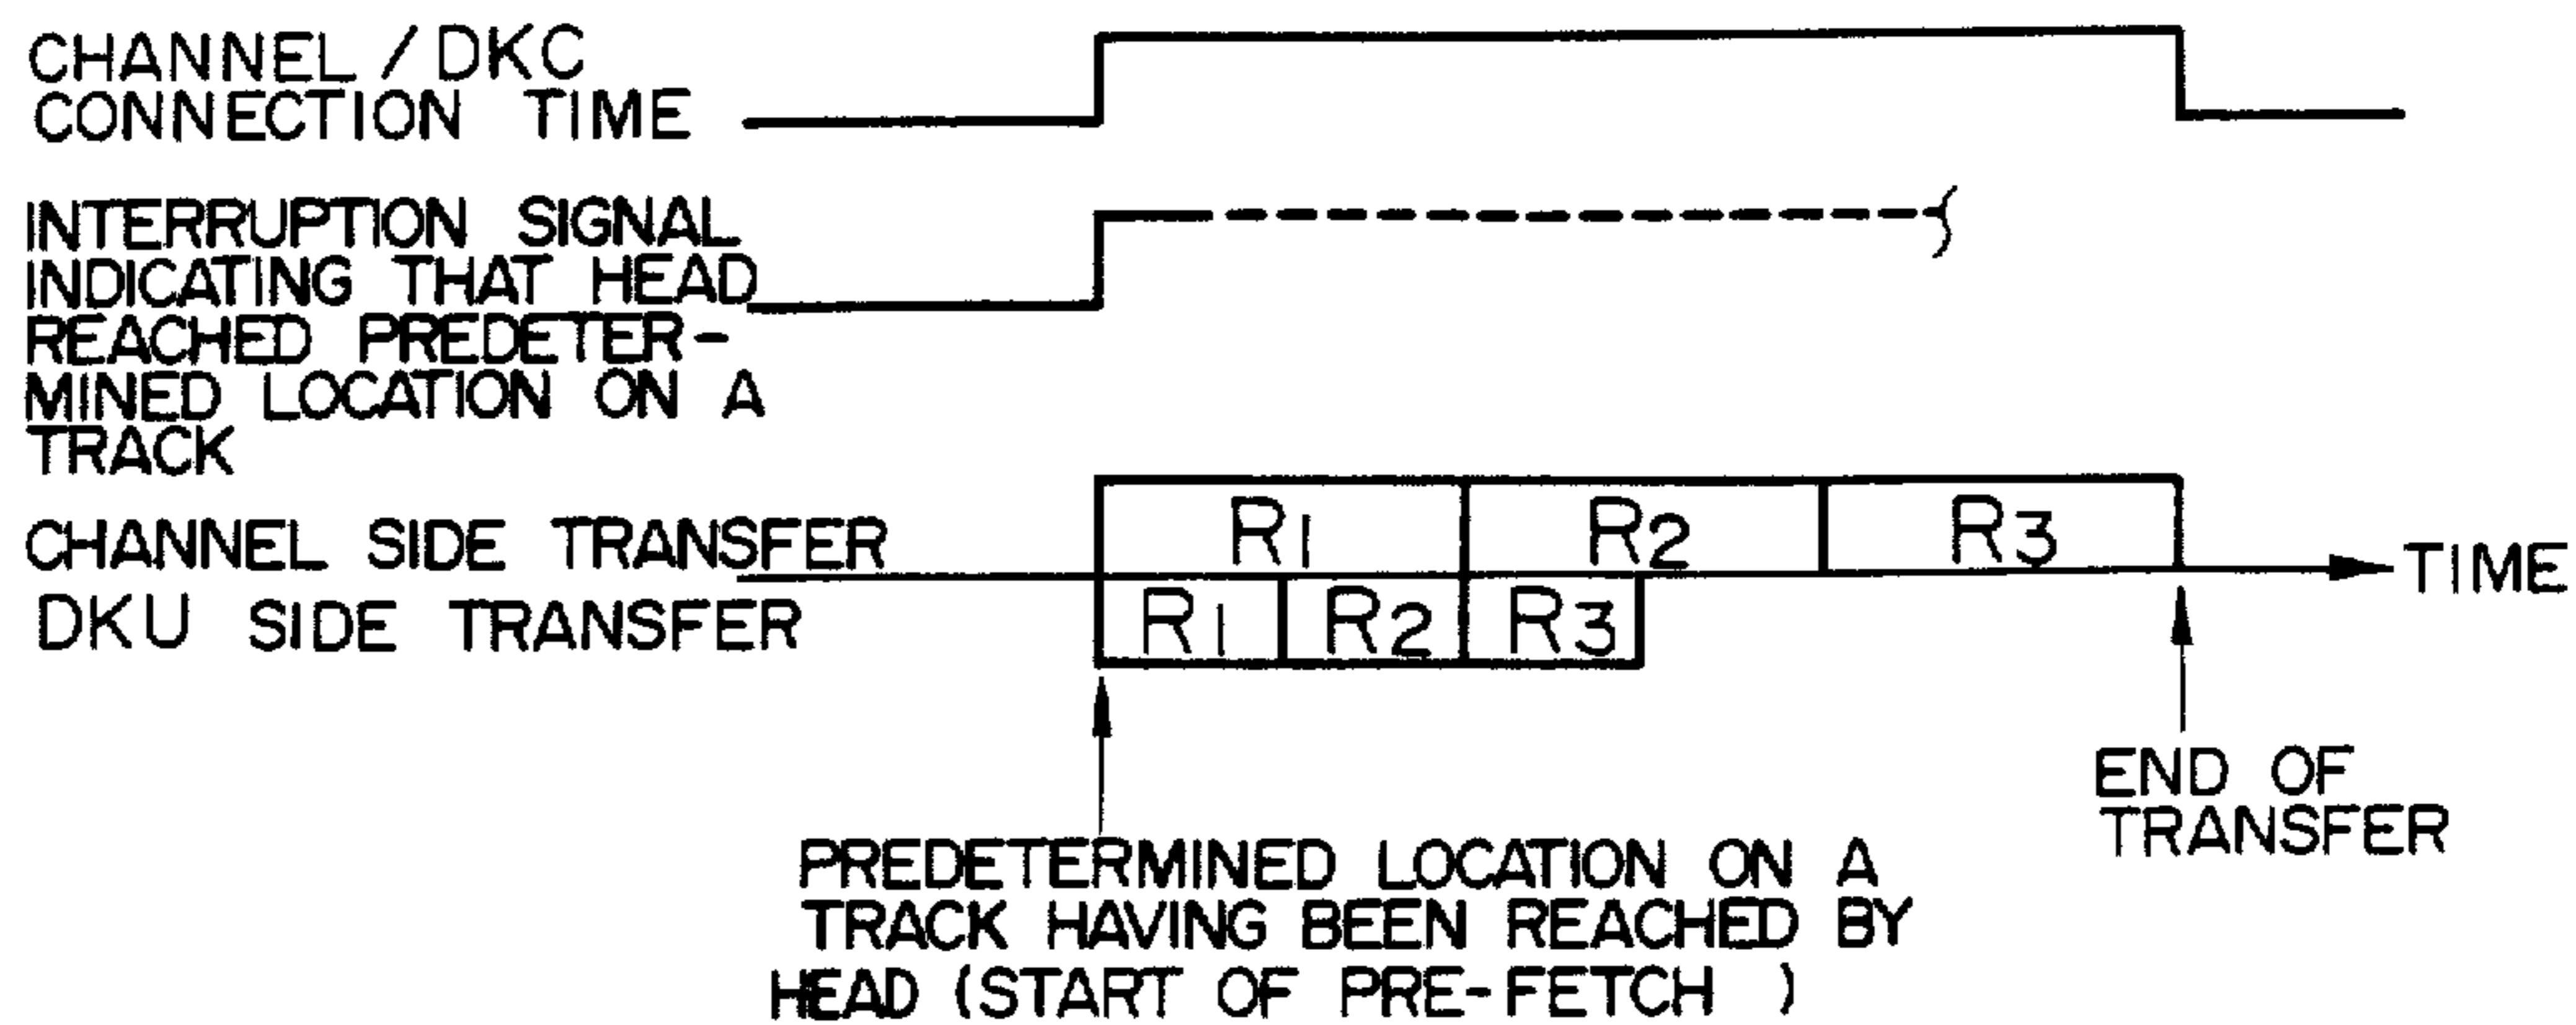 CHANNEL / DKC
CONNECTION TIME
INTERRUPTION SIGNAL
INDICATING THAT HEAD
REACHED PREDETER-
MINED LOCATION ON A
TRACK
CHANNEL SIDE TRANSFER
R1 R2 R3
TIME
DKU SIDE TRANSFER
R1 R2 R3
END OF
TRANSFER
PREDETERMINED LOCATION ON A
TRACK HAVING BEEN REACHED BY
HEAD (START OF PRE-FETCH )